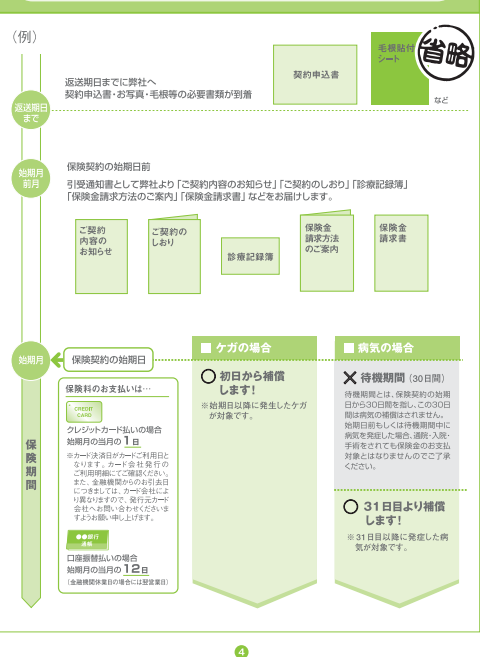 （例）
毛根貼付
シート
省略
契約申込書
など
返送期日までに弊社へ
契約申込書・お写真・毛根等の必要書類が到着
返送期日
まで
始期月
前月
保険契約の始期日前
引受通知書として弊社より「ご契約内容のお知らせ」「ご契約のしおり」「診療記録簿」
「保険金請求方法のご案内」「保険金請求書」などをお届けします。
ご契約
内容の
お知らせ
ご契約の
しおり
診療記録簿
保険金
請求方法
のご案内
保険金
請求書
始期月
保険契約の始期日
保険期間
保険料のお支払いは…
CREDIT
CARD
クレジットカード払いの場合
始期月の当月の1日
※カード決済日がカードご利用日と
なります。カード会社発行の
ご利用明細にてご確認ください。
また、金融機関からのお引去日
につきましては、カード会社によ
り異なりますので、発行元カード
会社へお問い合わせくださいま
すようお願い申し上げます。
●●銀行
通帳
口座振替払いの場合
始期月の当月の12日
（金融機関休業日の場合には翌営業日）
■ ケガの場合
○ 初日から補償
します!
※始期日以降に発生したケガ
が対象です。
■ 病気の場合
× 待機期間（30日間）
待機期間とは、保険契約の始期
日から30日間を指し、この30日
間は病気の補償はされません。
始期日前もしくは待機期間中に
病気を発症した場合、通院・入院・
手術をされても保険金のお支払
対象とはなりませんのでご了承
ください。
○ 31日目より補償
します!
※31日目以降に発症した病
気が対象です。
4